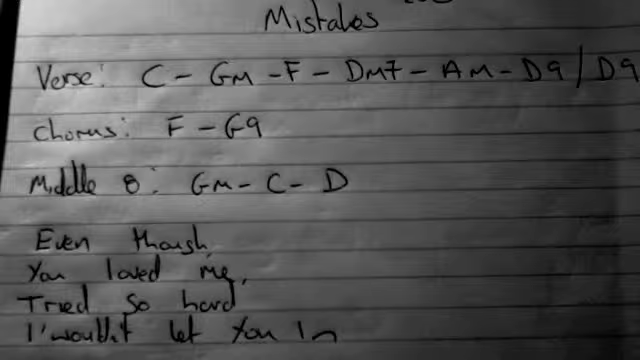 Mistakes
Verse: C - Gm - F - Dm7 - Am - D9 / D9
Chorus: F - G9
Middle 8: Gm - C - D
Even though,
You loved me,
Tried so hard
I wouldn't let you in